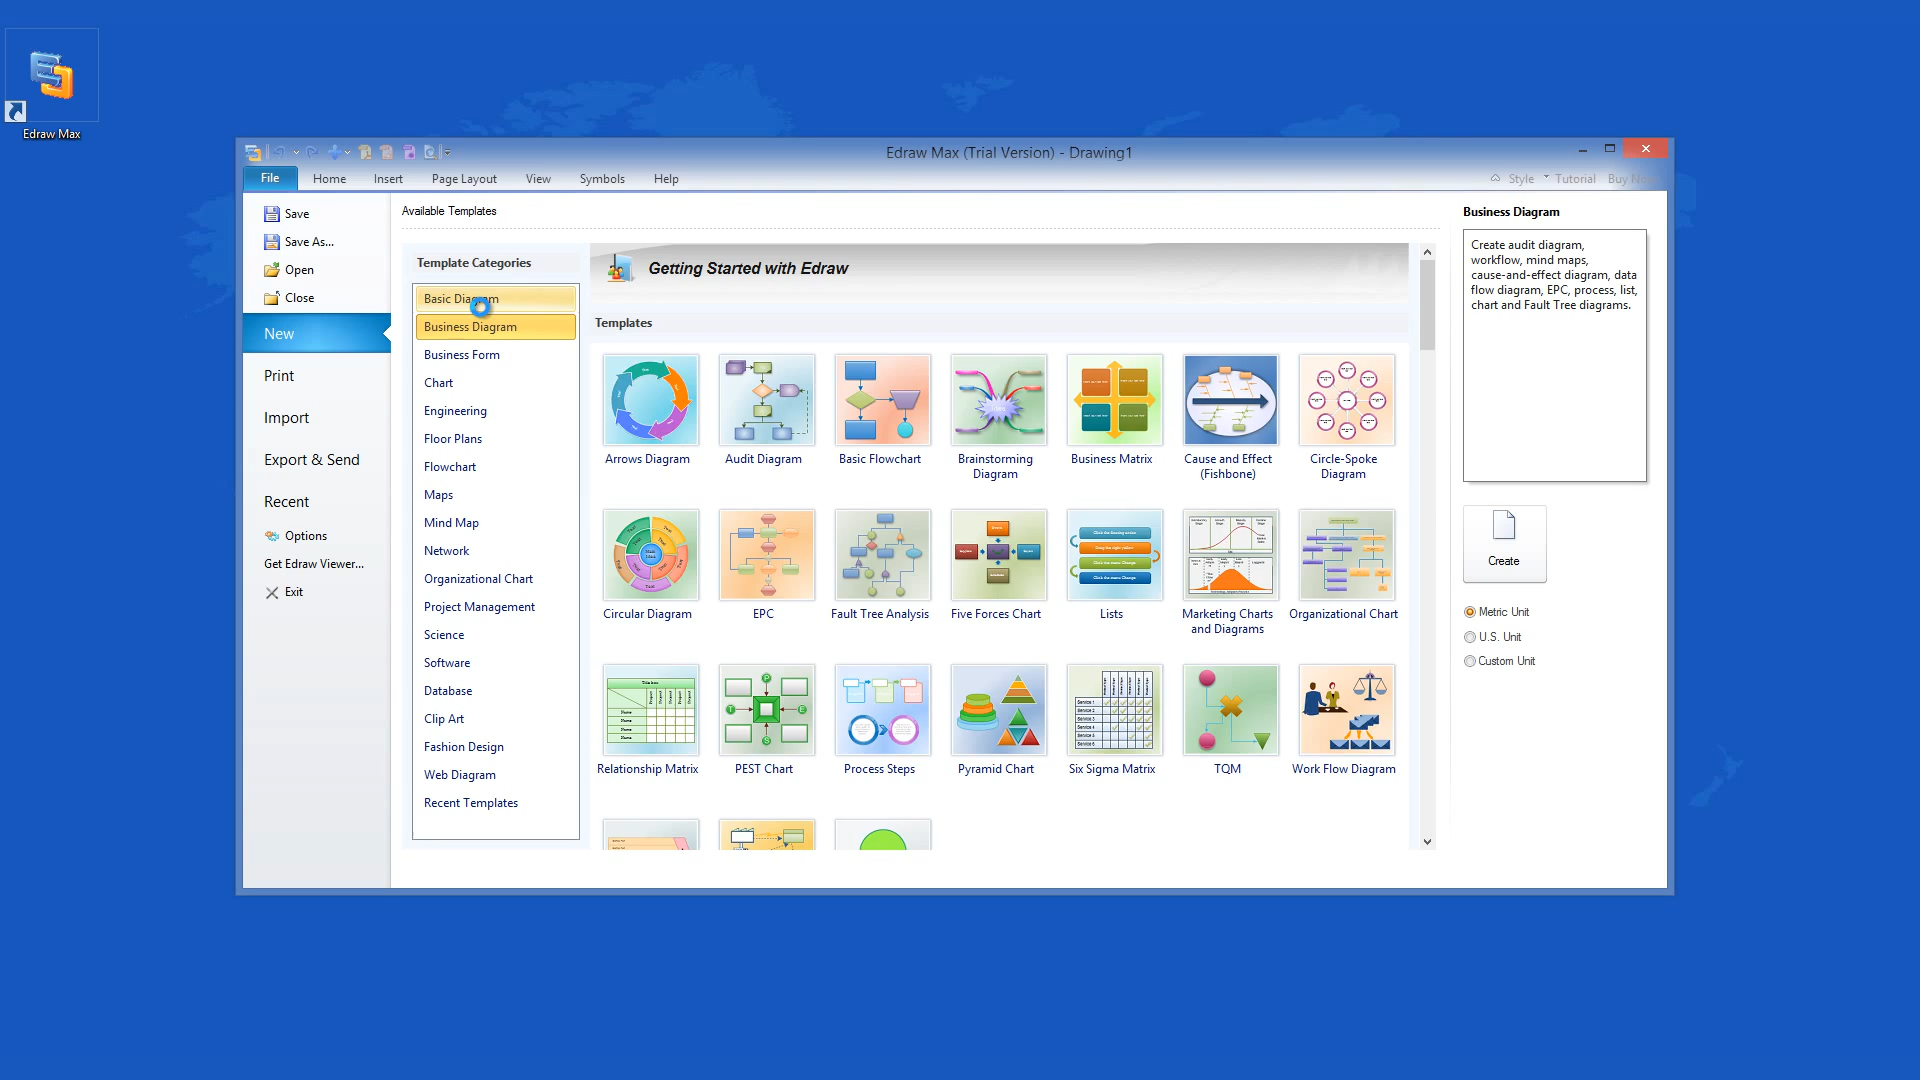 Edraw Max
Edraw Max (Trial Version) - Drawing1
File
Home
Insert
Page Layout
View
Symbols
Help
Style
Tutorial
Buy
Save
Save As...
Open
Close
New
Print
Import
Export & Send
Recent
Options
Get Edraw Viewer...
Exit
Available Templates
Template Categories
Basic Diagram
Business Diagram
Business Form
Chart
Engineering
Floor Plans
Flowchart
Maps
Mind Map
Network
Organizational Chart
Project Management
Science
Software
Database
Clip Art
Fashion Design
Web Diagram
Recent Templates
Getting Started with Edraw
Templates
Arrows Diagram
Audit Diagram
Basic Flowchart
Brainstorming
Diagram
Business Matrix
Cause and Effect
(Fishbone)
Circle-Spoke
Diagram
Circular Diagram
EPC
Fault Tree Analysis
Five Forces Chart
Lists
Marketing Charts
and Diagrams
Organizational Chart
Relationship Matrix
PEST Chart
Process Steps
Pyramid Chart
Six Sigma Matrix
TQM
Work Flow Diagram
Business Diagram
Create audit diagram,
workflow, mind maps,
cause-and-effect diagram, data
flow diagram, EPC, process, list,
chart and Fault Tree diagrams.
Create
Metric Unit
U.S. Unit
Custom Unit